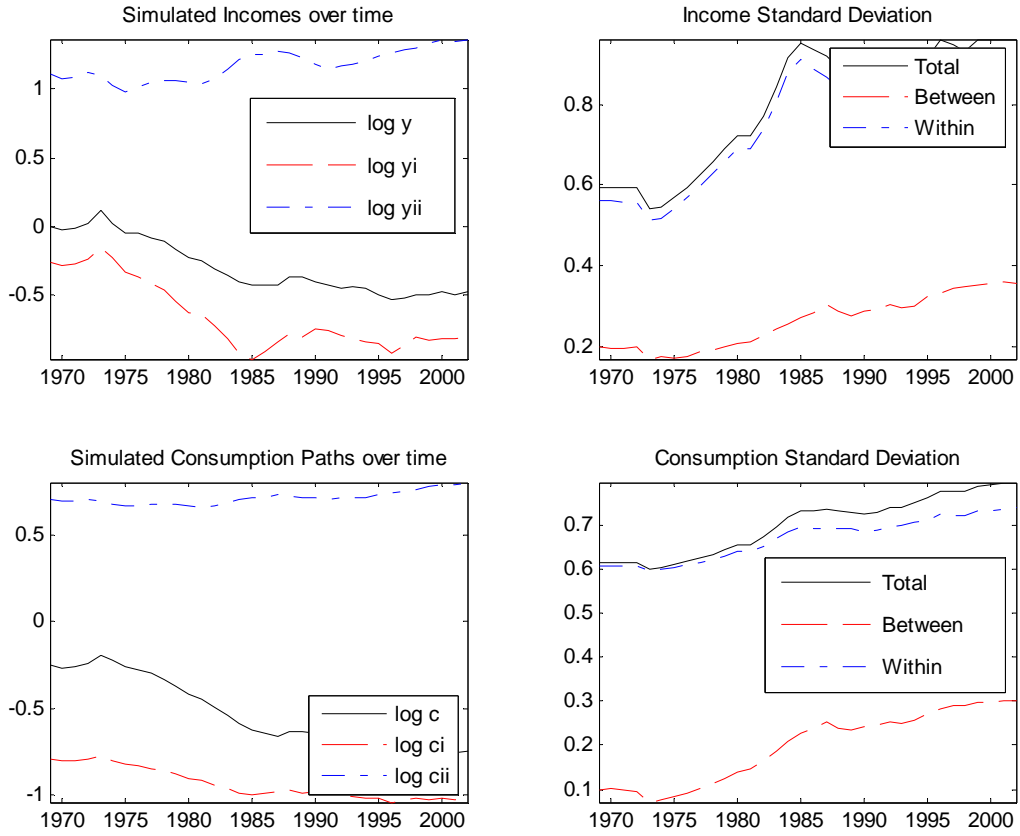 Simulated Incomes over time
1
0.5
0
-0.5
log y
log yi
log yii
1970 1975 1980 1985 1990 1995 2000
Income Standard Deviation
0.8
0.6
0.4
0.2
Total
Between
Within
1970 1975 1980 1985 1990 1995 2000
Simulated Consumption Paths over time
0.5
0
-0.5
-1
log c
log ci
log cii
1970 1975 1980 1985 1990 1995 2000
Consumption Standard Deviation
0.7
0.6
0.5
0.4
0.3
0.2
0.1
Total
Between
Within
1970 1975 1980 1985 1990 1995 2000